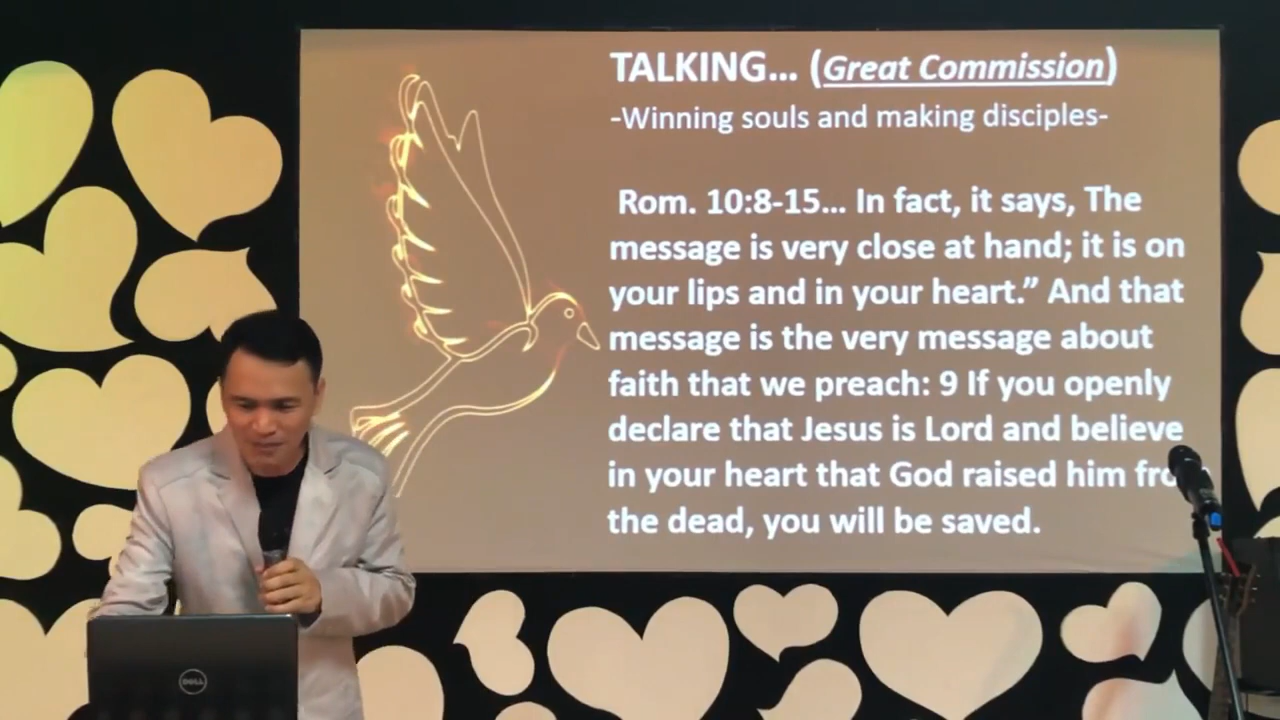 TALKING... (Great Commission)
-Winning souls and making disciples-
Rom. 10:8-15... In fact, it says, The
message is very close at hand; it is on
your lips and in your heart.” And that
message is the very message about
faith that we preach: 9 If you openly
declare that Jesus is Lord and believe
in your heart that God raised him
the dead, you will be saved.
DELL